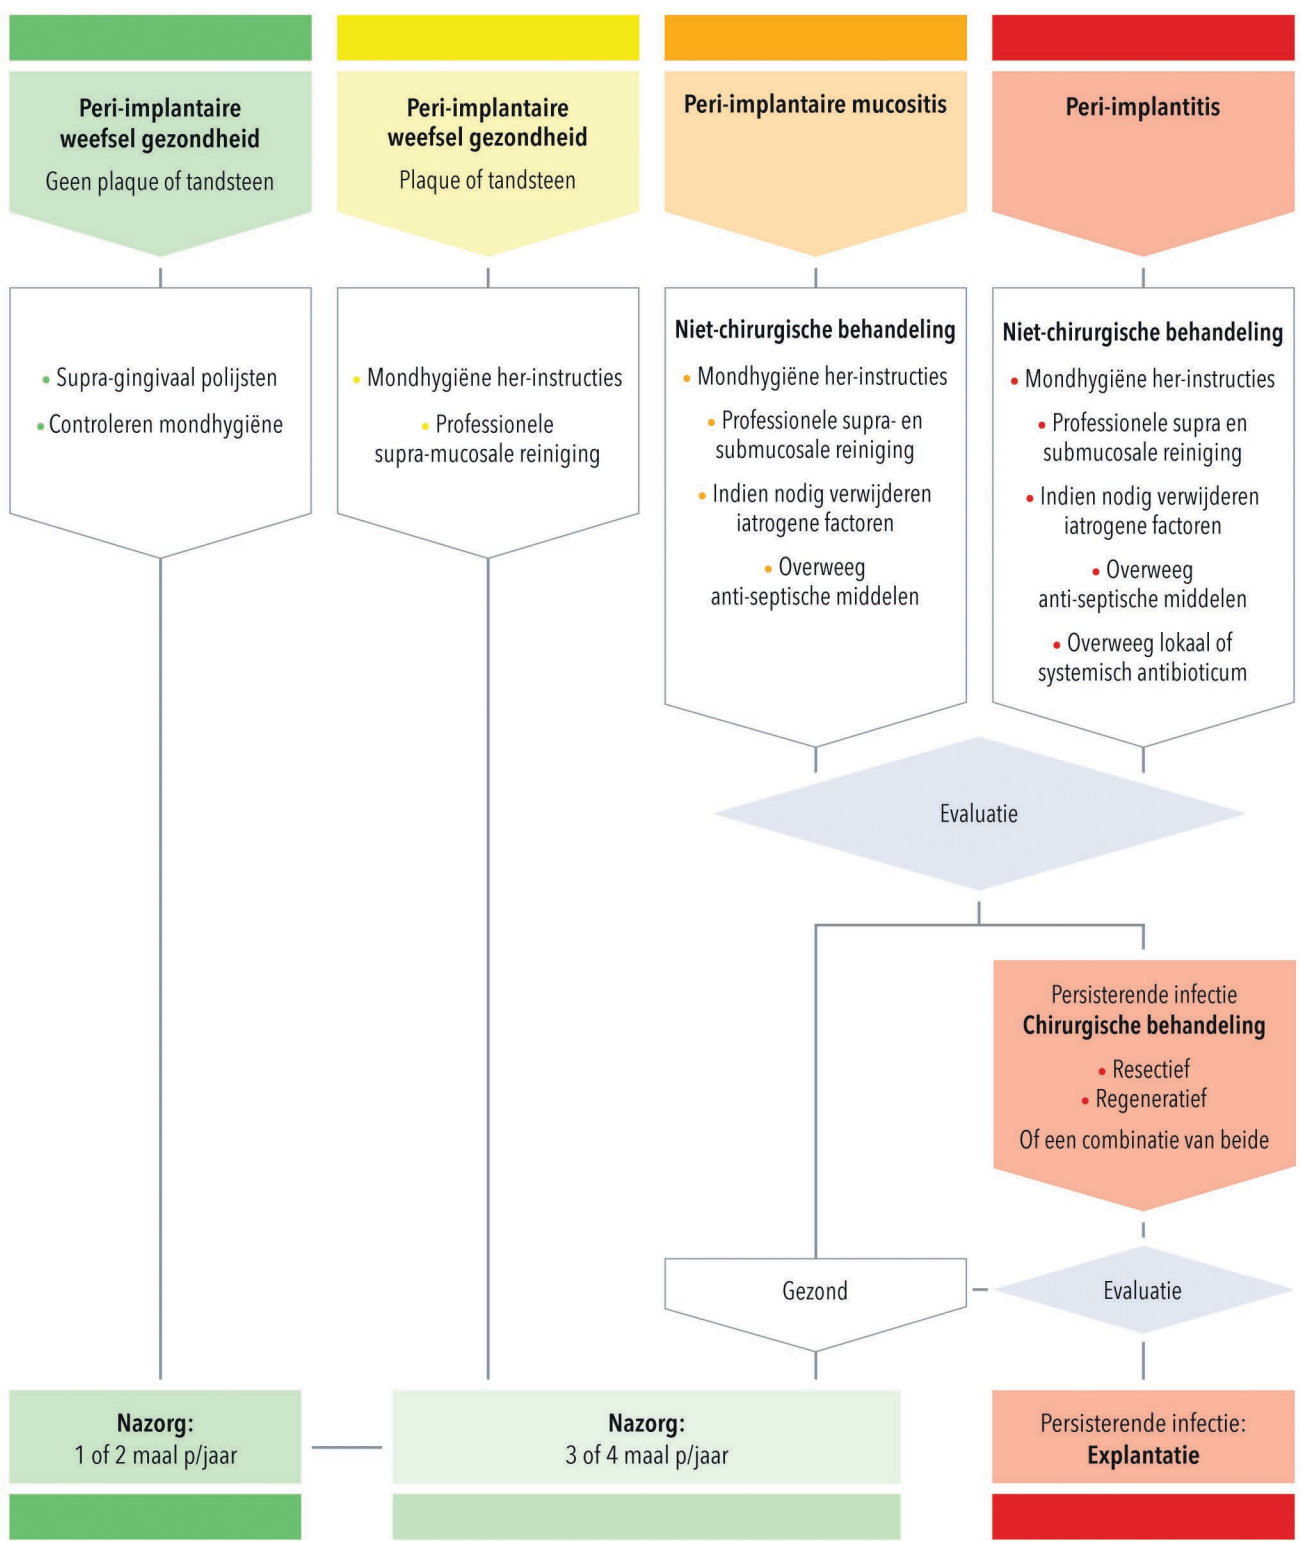 Peri-implantaire
weefsel gezondheid
Geen plaque of tandsteen
Peri-implantaire
weefsel gezondheid
Plaque of tandsteen
Peri-implantaire mucositis
Peri-implantitis
• Supra-gingivaal polijsten
• Controleren mondhygiëne
• Mondhygiëne her-instructies
• Professionele
supra-mucosale reiniging
Niet-chirurgische behandeling
• Mondhygiëne her-instructies
• Professionele supra- en
submucosale reiniging
• Indien nodig verwijderen
iatrogene factoren
• Overweeg
anti-septische middelen
Niet-chirurgische behandeling
• Mondhygiëne her-instructies
• Professionele supra en
submucosale reiniging
• Indien nodig verwijderen
iatrogene factoren
• Overweeg
anti-septische middelen
• Overweeg lokaal of
systemisch antibioticum
Evaluatie
Persisterende infectie
Chirurgische behandeling
• Resectief
• Regeneratief
Of een combinatie van beide
Gezond
Evaluatie
Nazorg:
1 of 2 maal p/jaar
Nazorg:
3 of 4 maal p/jaar
Persisterende infectie:
Explantatie